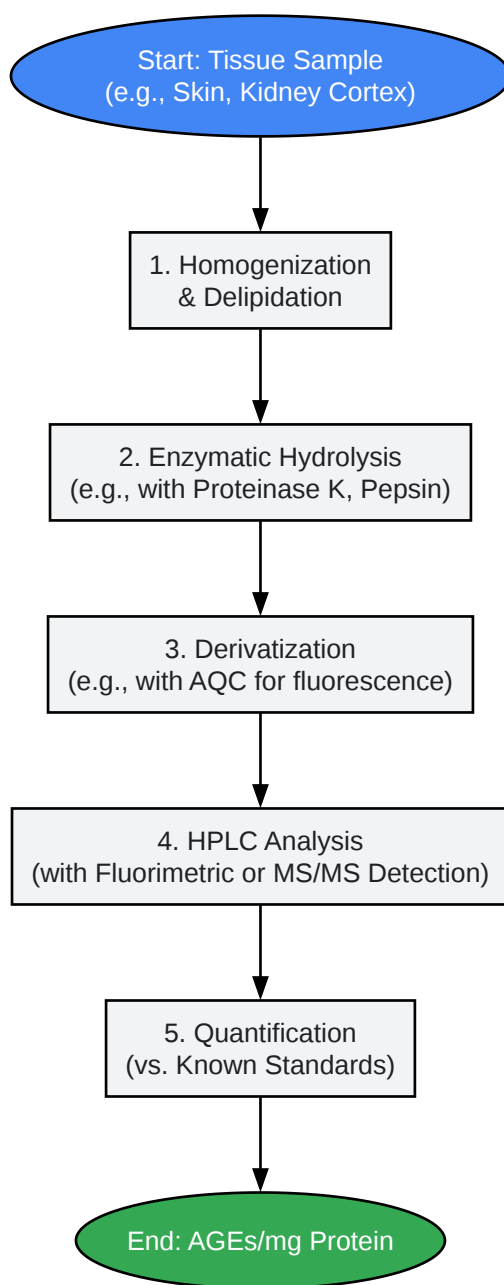 Start: Tissue Sample
(e.g., Skin, Kidney Cortex)
1. Homogenization
& Delipidation
2. Enzymatic Hydrolysis
(e.g., with Proteinase K, Pepsin)
3. Derivatization
(e.g., with AQC for fluorescence)
4. HPLC Analysis
(with Fluorimetric or MS/MS Detection)
5. Quantification
(vs. Known Standards)
End: AGEs/mg Protein